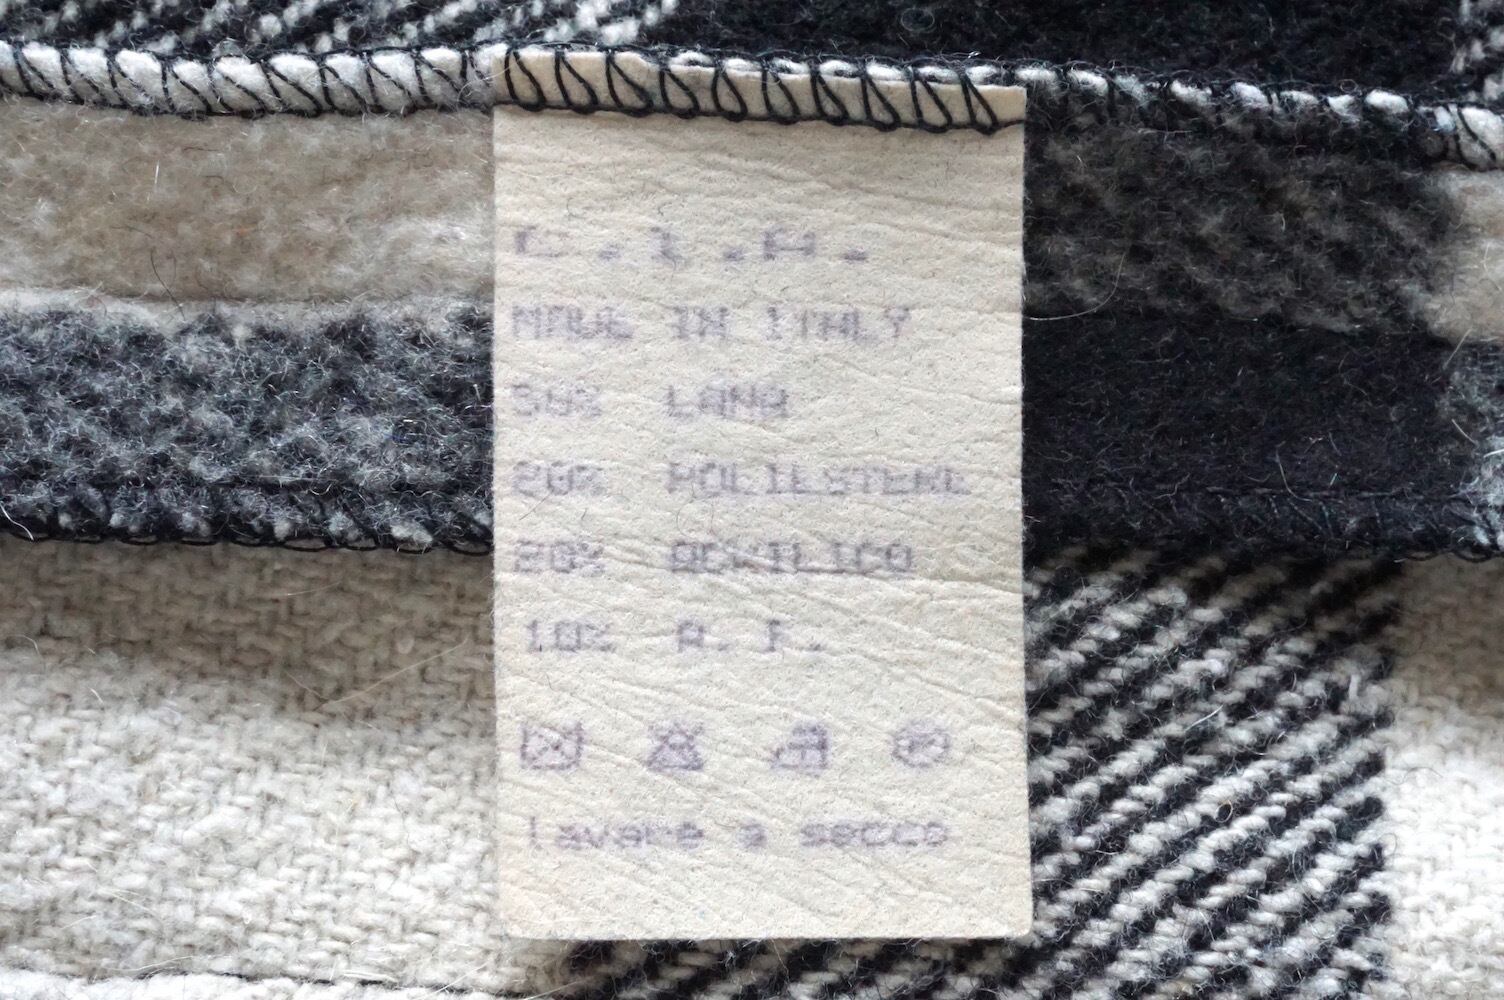 MADE IN ITALY
50% LANA
20% POLIESTERE
20% ACRILICO
10% A.F.
lavare a secco